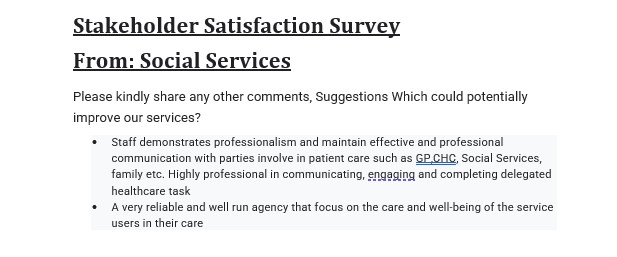 Stakeholder Satisfaction Survey
From: Social Services
Please kindly share any other comments, Suggestions Which could potentially
improve our services?
• Staff demonstrates professionalism and maintain effective and professional
communication with parties involve in patient care such as GP,CHC, Social Services,
family etc. Highly professional in communicating, engaging and completing delegated
healthcare task
• A very reliable and well run agency that focus on the care and well-being of the service
users in their care